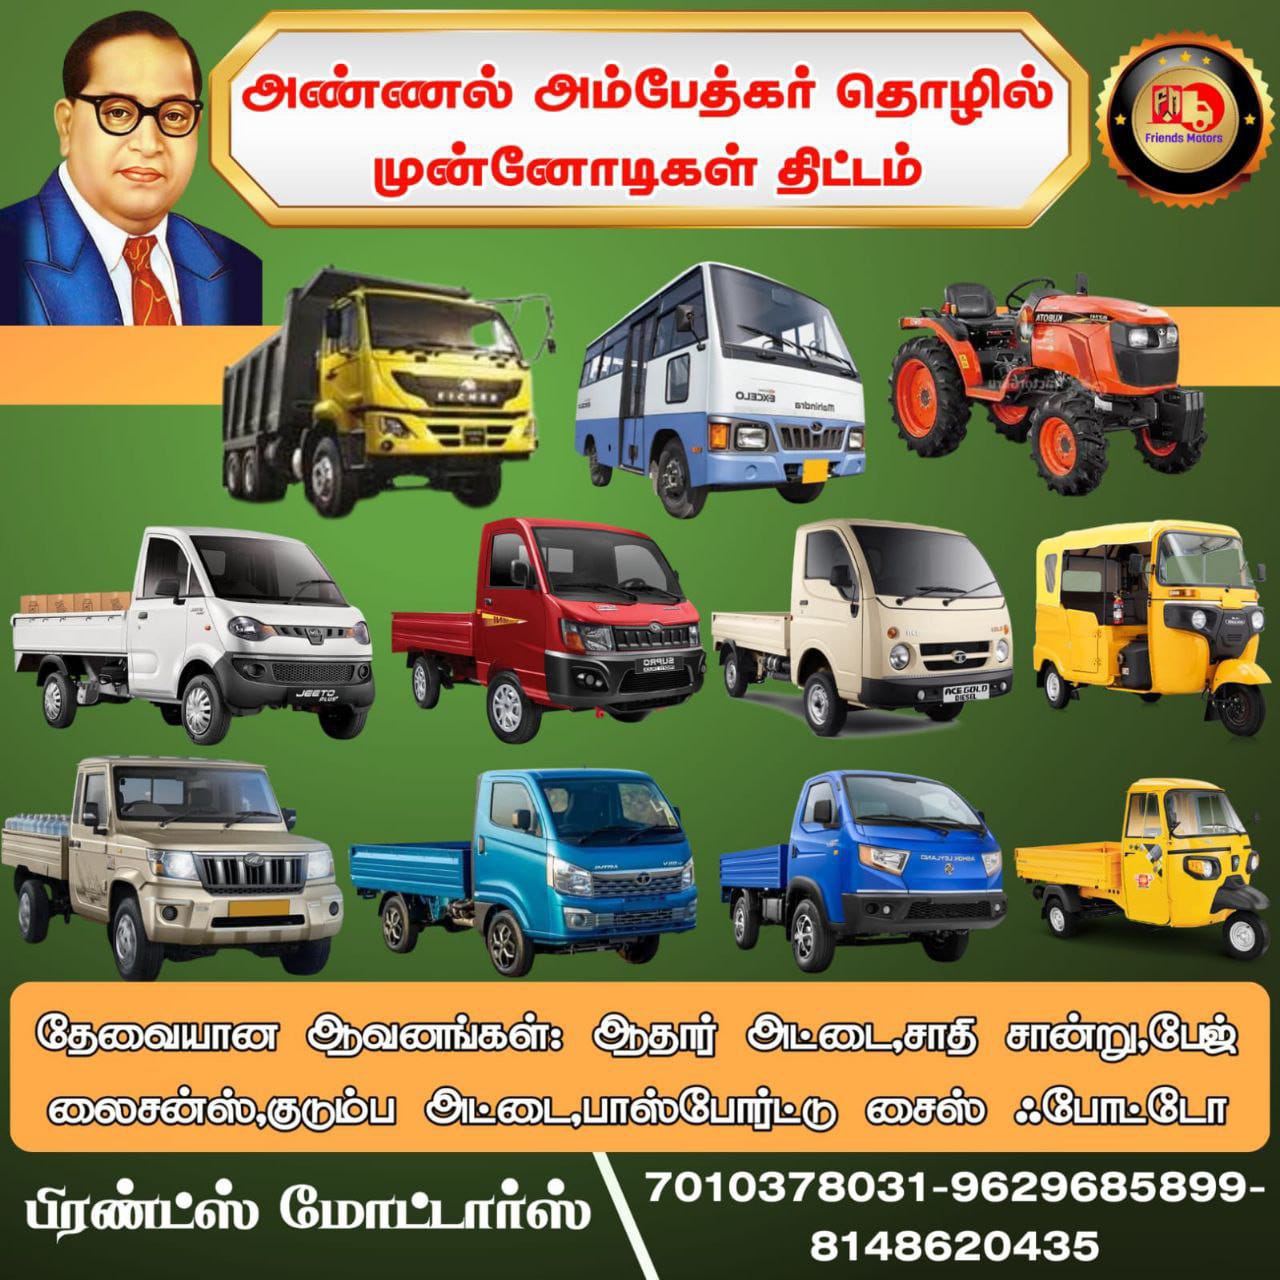 அண்ணல் அம்பேத்கர் தொழில்
முன்னோடிகள் திட்டம்
Friends Motors
EICHER
EXCELO
Mahindra
KUBOTA
JEETO
PLUS
SUPRO
ACE GOLD
DIESEL
INTRA
ASHOK LEYLAND
தேவையான ஆவணங்கள்: ஆதார் அட்டை,சாதி சான்று,பேஜ்
லைசன்ஸ்,குடும்ப அட்டை,பாஸ்போர்ட்டு சைஸ் ஃபோட்டோ
பிரண்ட்ஸ் மோட்டார்ஸ்
7010378031-9629685899-
8148620435